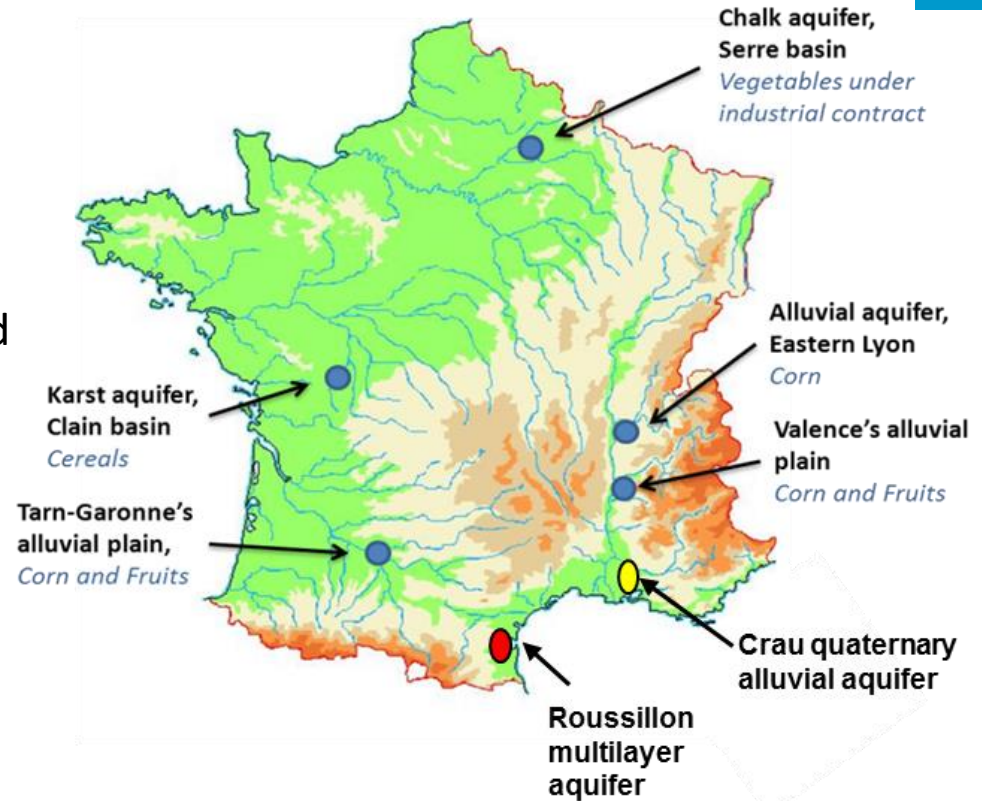 Chalk aquifer,
Serre basin
Vegetables under
industrial contract
d
Alluvial aquifer,
Eastern Lyon
Corn
Karst aquifer,
Clain basin
Cereals
Valence's alluvial
plain
Corn and Fruits
Tarn-Garonne's
alluvial plain,
Corn and Fruits
Crau quaternary
alluvial aquifer
Roussillon
multilayer
aquifer